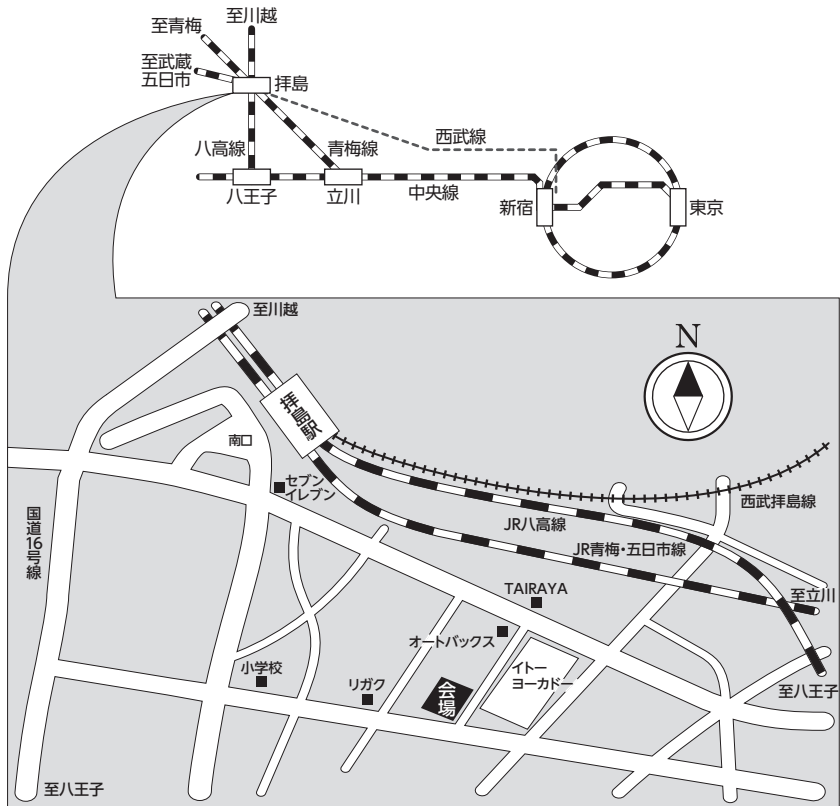 至川越
至青梅
至武蔵
五日市
拝島
西武線
八高線
青梅線
八王子
立川
中央線
新宿
東京
至川越
N
拝島駅
南口
セブン
イレブン
西武拝島線
国道16号線
JR八高線
JR青梅・五日市線
TAIRAYA
至立川
オートバックス
イトー
ヨーカドー
小学校
リガク
会場
至八王子
至八王子